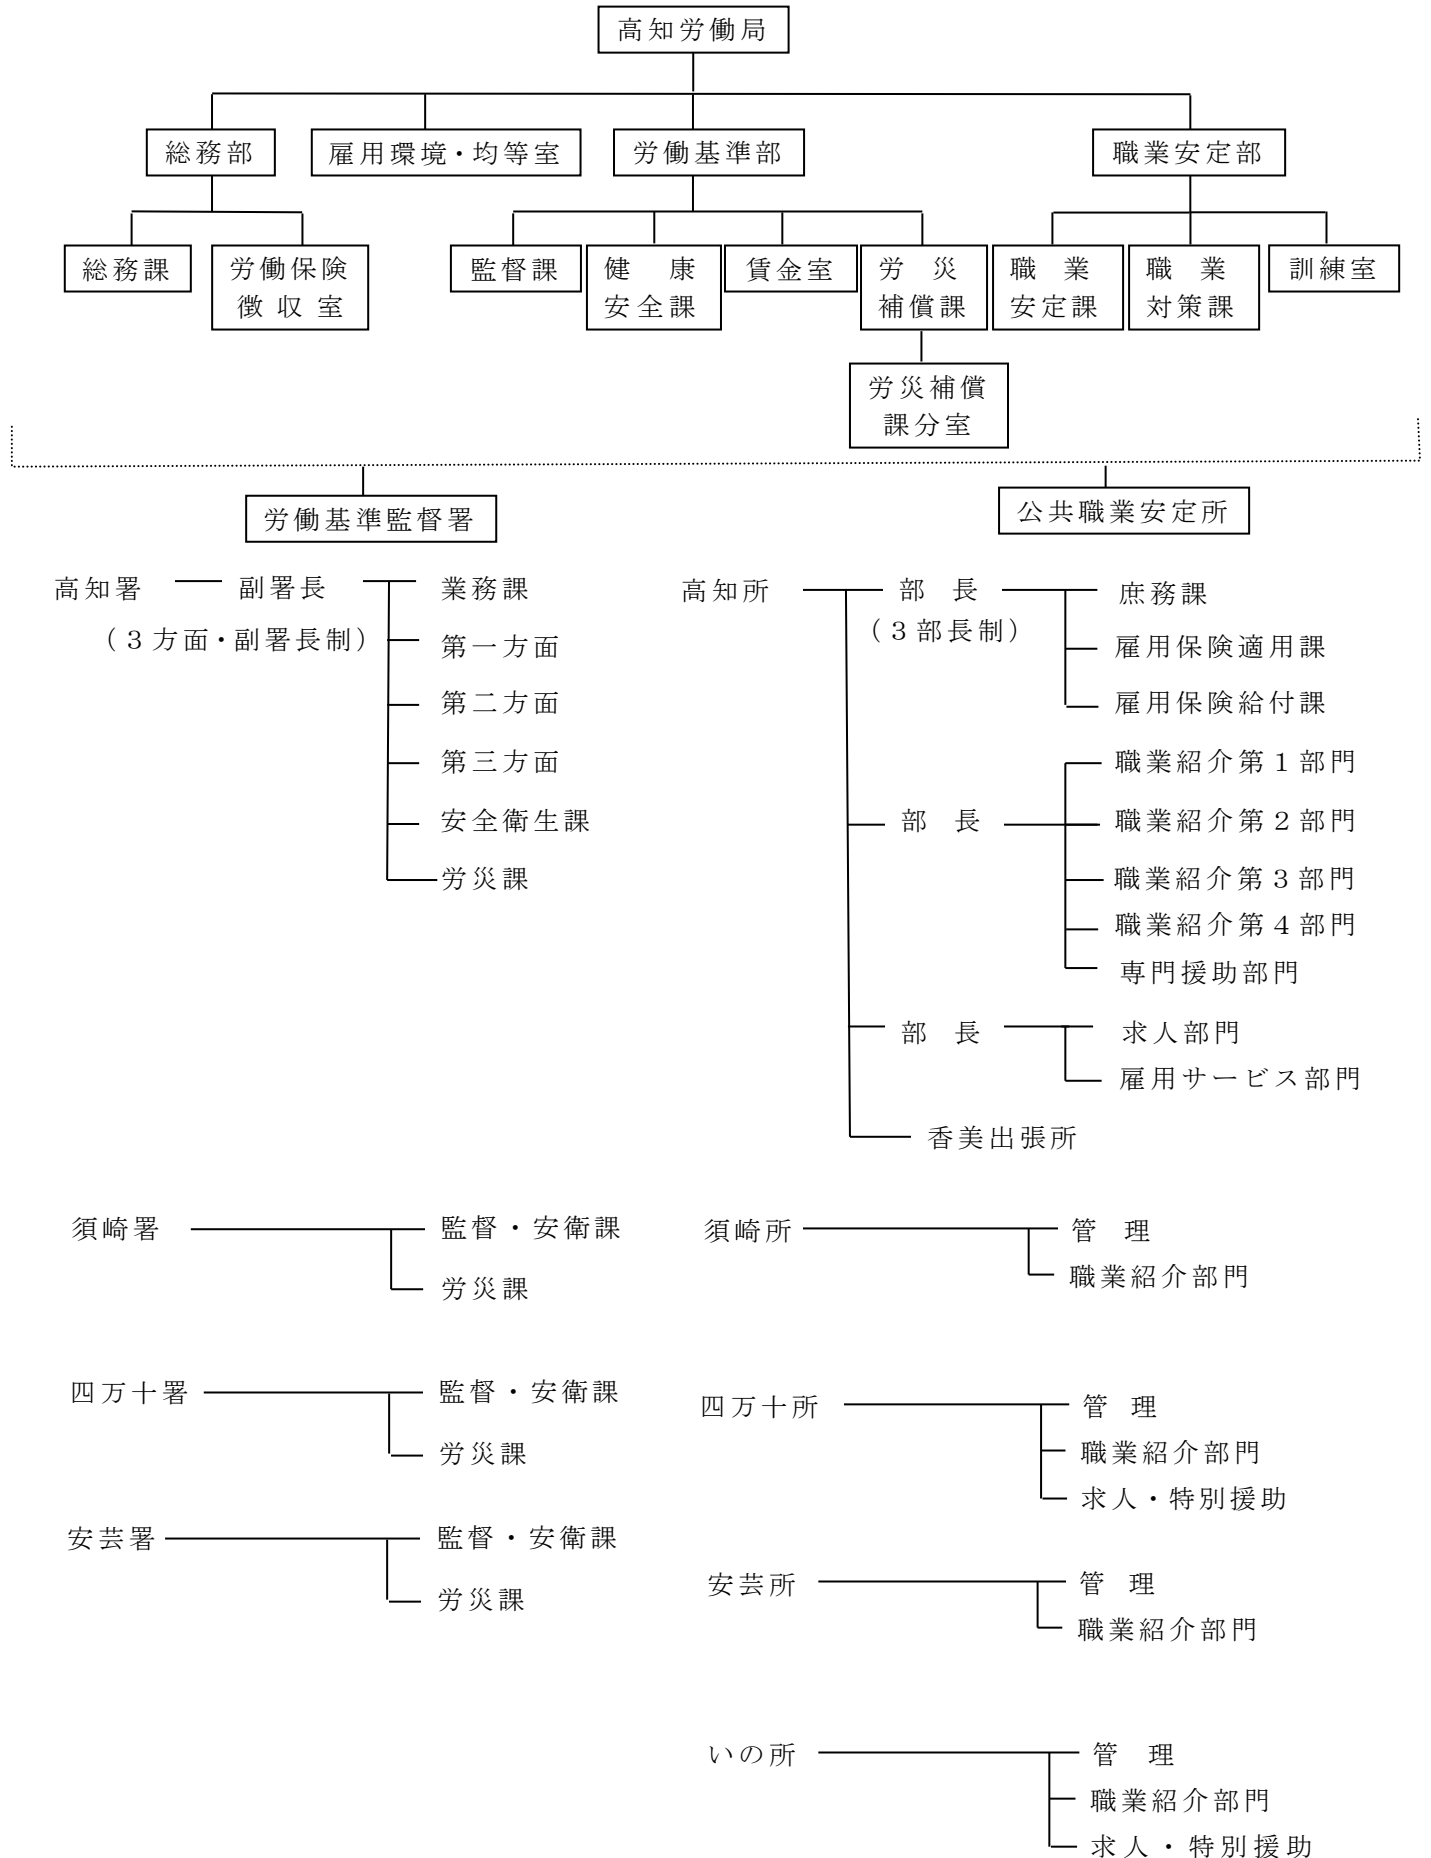 高知労働局
総務部
雇用環境・均等室
労働基準部
職業安定部
総務課
労働保険
徴収室
監督課
健康
安全課
賃金室
労災
補償課
職業
安定課
職業
対策課
訓練室
労災補償
課分室
労働基準監督署
公共職業安定所
高知署
副署長
業務課
（３方面・副署長制）
第一方面
第二方面
第三方面
安全衛生課
労災課
高知所
部長
庶務課
（３部長制）
雇用保険適用課
雇用保険給付課
職業紹介第１部門
部長
職業紹介第２部門
職業紹介第３部門
職業紹介第４部門
専門援助部門
部長
求人部門
雇用サービス部門
香美出張所
須崎署
監督・安衛課
労災課
須崎所
管理
職業紹介部門
四万十署
監督・安衛課
労災課
四万十所
管理
職業紹介部門
求人・特別援助
安芸署
監督・安衛課
労災課
安芸所
管理
職業紹介部門
いの所
管理
職業紹介部門
求人・特別援助